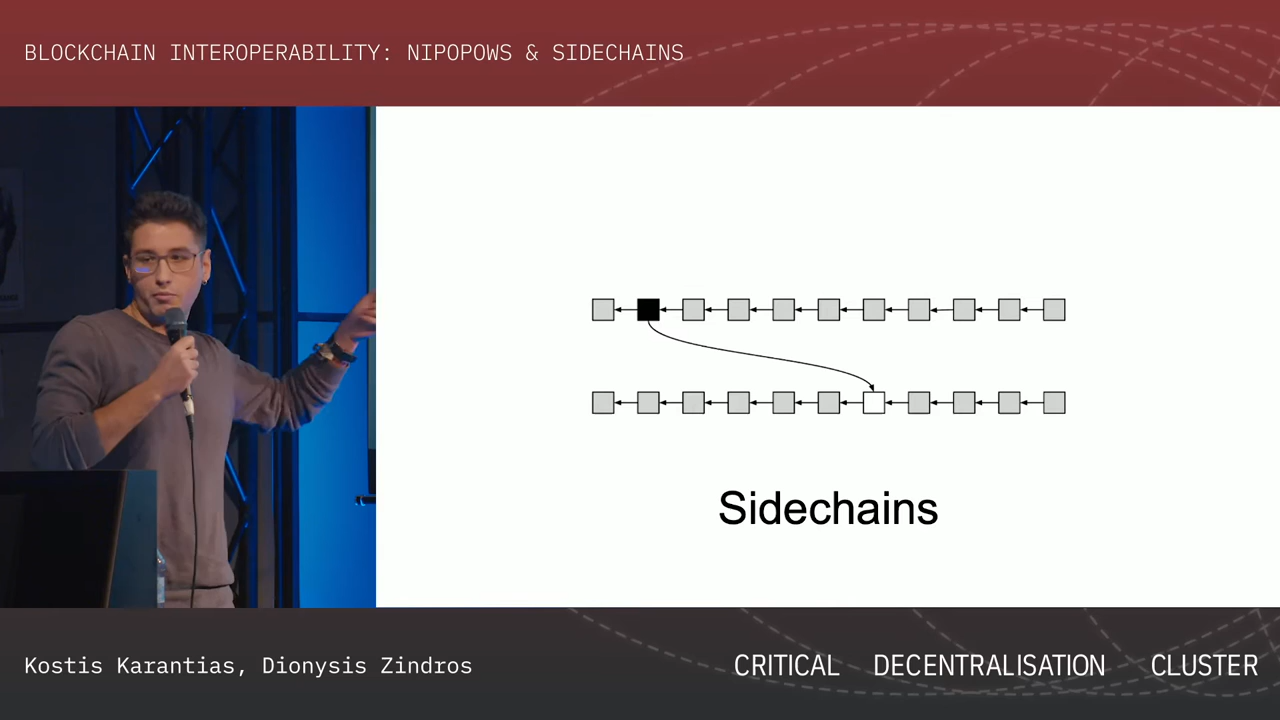 BLOCKCHAIN INTEROPERABILITY: NIPOPOWS & SIDECHAINS
Sidechains
Kostis Karantias, Dionysis Zindros
CRITICAL DECENTRALISATION CLUSTER